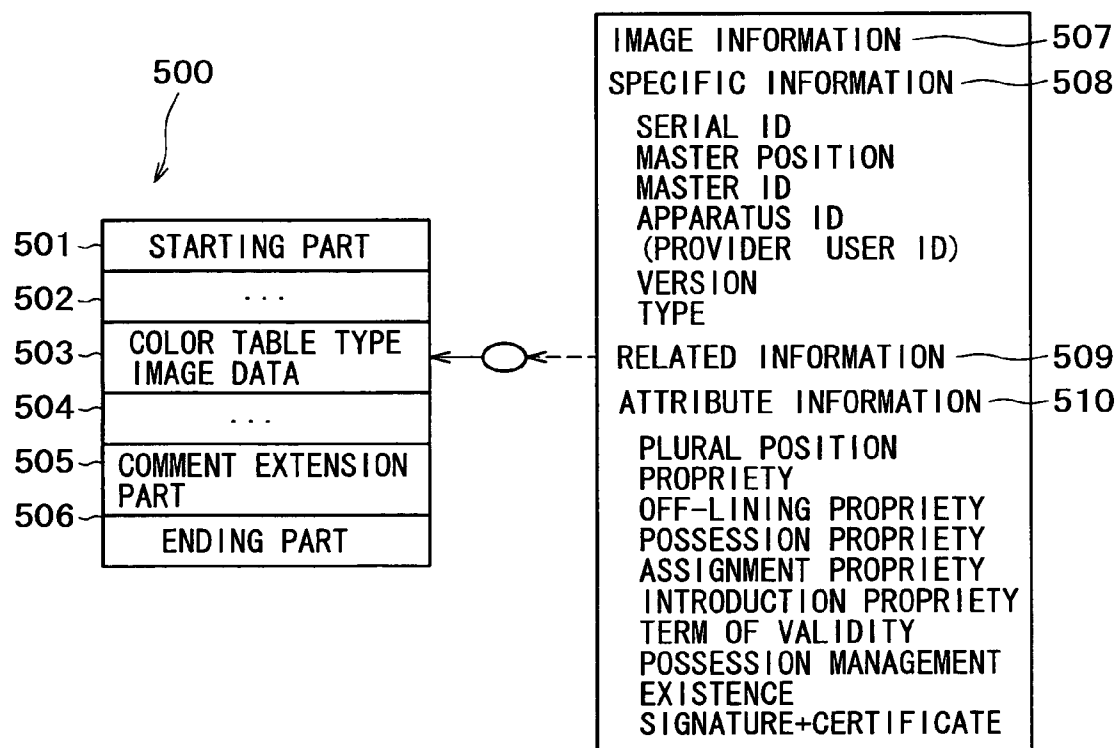 500
501 STARTING PART
502 ...
503 COLOR TABLE TYPE
IMAGE DATA
504 ...
505 COMMENT EXTENSION
PART
506
ENDING PART
IMAGE INFORMATION 507
SPECIFIC INFORMATION 508
SERIAL ID
MASTER POSITION
MASTER ID
APPARATUS ID
(PROVIDER USER ID)
VERSION
TYPE
RELATED INFORMATION 509
ATTRIBUTE INFORMATION 510
PLURAL POSITION
PROPRIETY
OFF-LINING PROPRIETY
POSSESSION PROPRIETY
ASSIGNMENT PROPRIETY
INTRODUCTION PROPRIETY
TERM OF VALIDITY
POSSESSION MANAGEMENT
EXISTENCE
SIGNATURE+CERTIFICATE